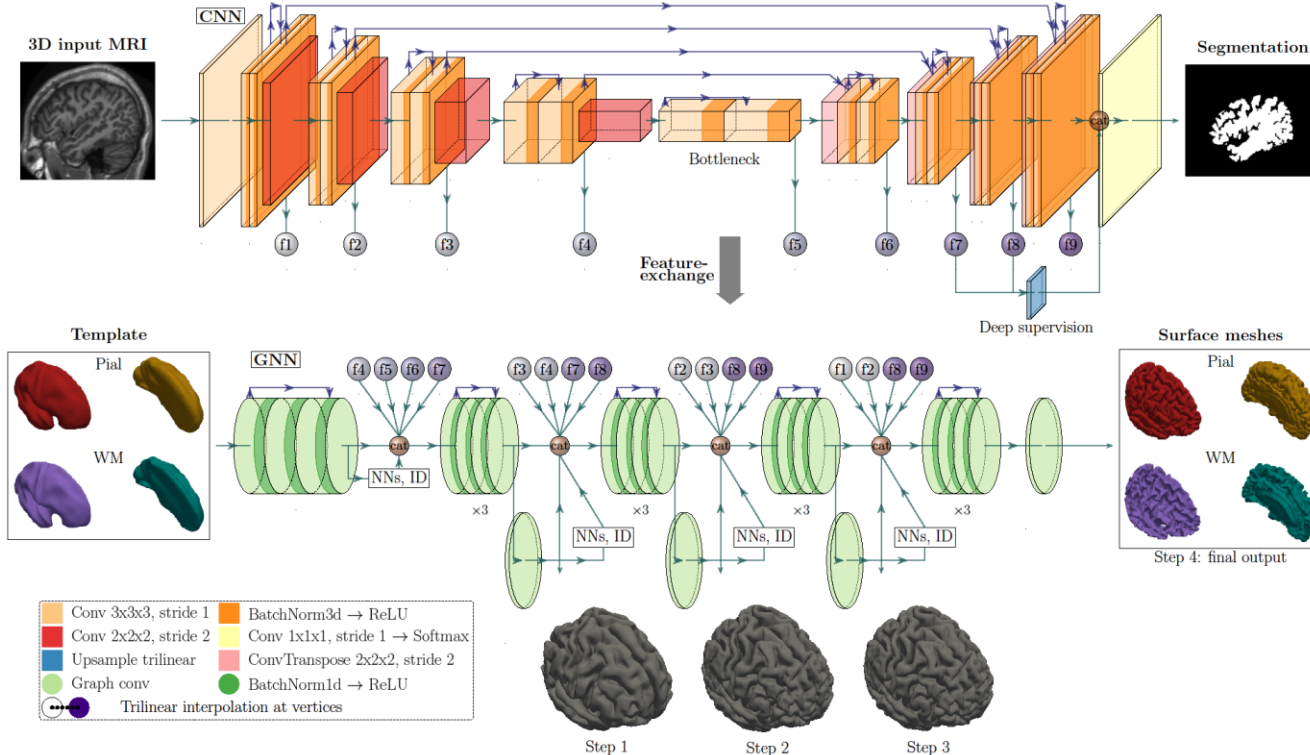 CNN
3D input MRI
Segmentation
cat
Bottleneck
f1 f2 f3 f4 f5 f6 f7 f8 f9
Feature-
exchange
Deep supervision
Template
Pial
WM
GNN
f4 f5 f6 f7
f3 f4 f7 f8
f2 f3 f8 f9
f1 f2 f8 f9
cat cat cat cat
NNs, ID
×3 ×3 ×3 ×3
NNs, ID NNs, ID NNs, ID
Surface meshes
Pial
WM
Step 4: final output
Conv 3x3x3, stride 1
BatchNorm3d → ReLU
Conv 2x2x2, stride 2
Conv 1x1x1, stride 1 → Softmax
Upsample trilinear
ConvTranspose 2x2x2, stride 2
Graph conv
BatchNorm1d → ReLU
Trilinear interpolation at vertices
Step 1 Step 2 Step 3